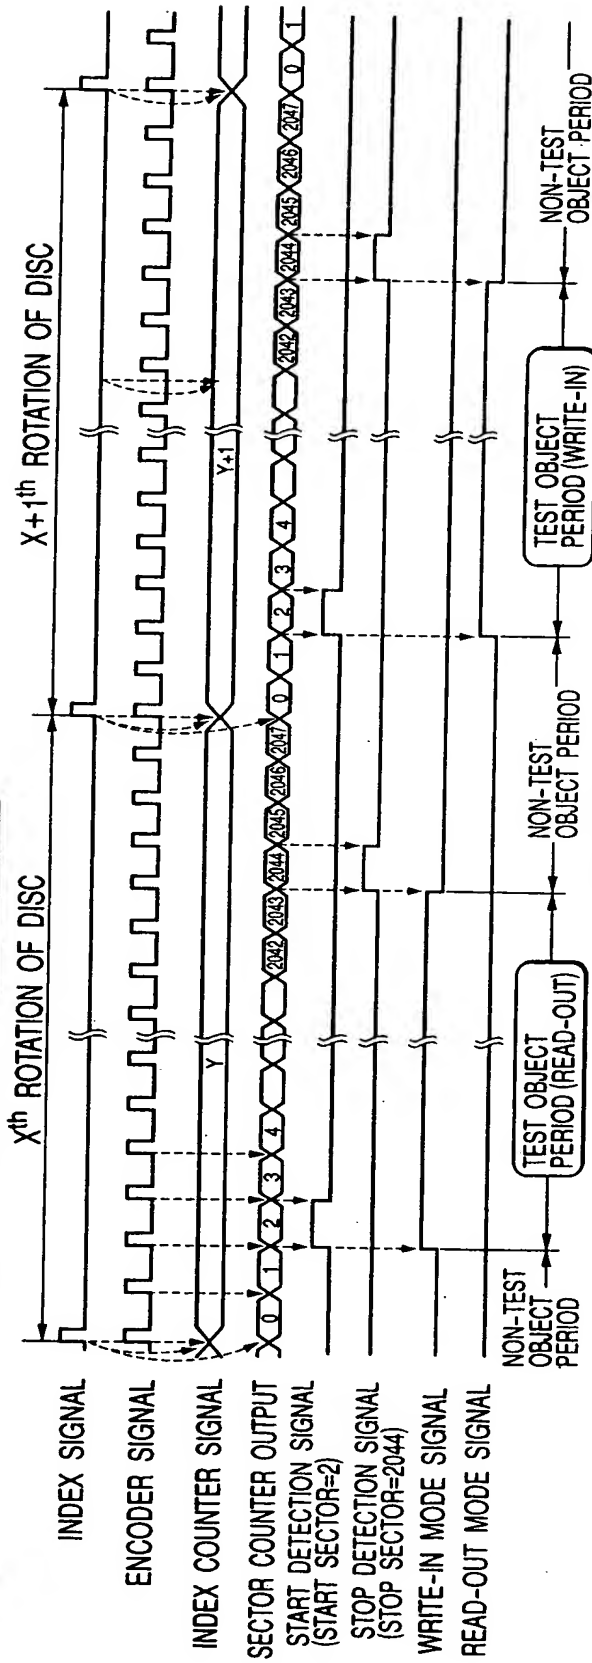 Xth ROTATION OF DISC
X+1th ROTATION OF DISC
INDEX SIGNAL
ENCODER SIGNAL
INDEX COUNTER SIGNAL
Y
Y+1
SECTOR COUNTER OUTPUT
0 1 2 3 4 2042 2043 2044 2045 2046 2047 0 1 2 3 4 2042 2043 2044 2045 2046 2047 0 1
START DETECTION SIGNAL
(START SECTOR=2)
STOP DETECTION SIGNAL
(STOP SECTOR=2044)
WRITE-IN MODE SIGNAL
READ-OUT MODE SIGNAL
NON-TEST
OBJECT
PERIOD
TEST OBJECT
PERIOD (READ-OUT)
NON-TEST
OBJECT PERIOD
TEST OBJECT
PERIOD (WRITE-IN)
NON-TEST
OBJECT PERIOD